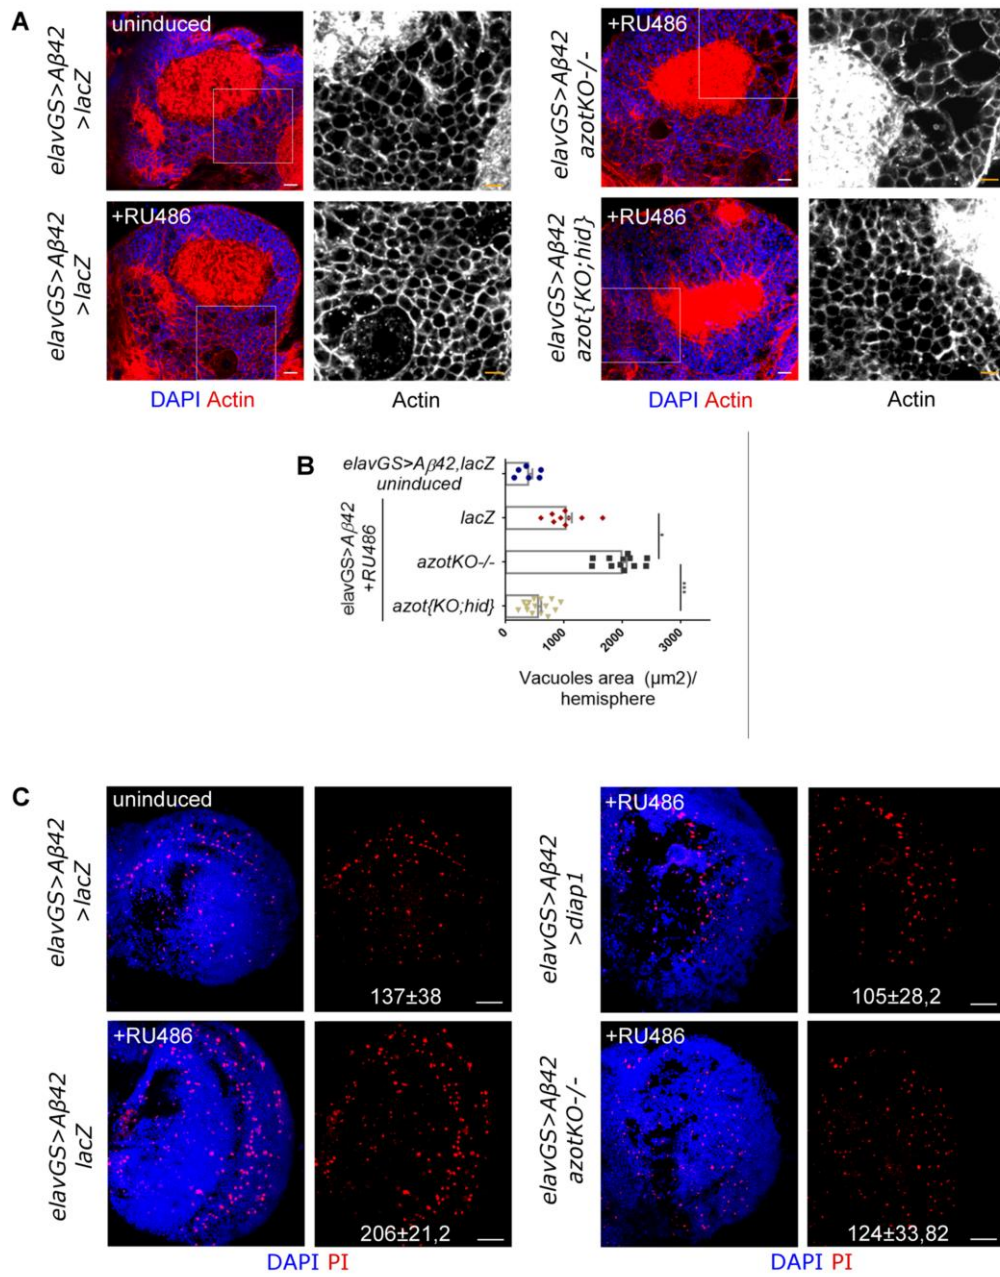 A
elavGS>Aβ42
>lacZ
uninduced
elavGS>Aβ42
azotKO-/-
+RU486
elavGS>Aβ42
>lacZ
+RU486
elavGS>Aβ42
azot{KO;hid}
+RU486
DAPI Actin
Actin
DAPI Actin
Actin
B
elavGS>Aβ42,lacZ
uninduced
elavGS>Aβ42
+RU486
lacZ
azotKO-/-
azot{KO;hid}
*
***
0
1000
2000
3000
Vacuoles area (μm2)/
hemisphere
C
elavGS>Aβ42
>lacZ
uninduced
137±38
elavGS>Aβ42
>diap1
+RU486
105±28,2
elavGS>Aβ42
lacZ
+RU486
206±21,2
elavGS>Aβ42
azotKO-/-
+RU486
124±33,82
DAPI PI
DAPI PI